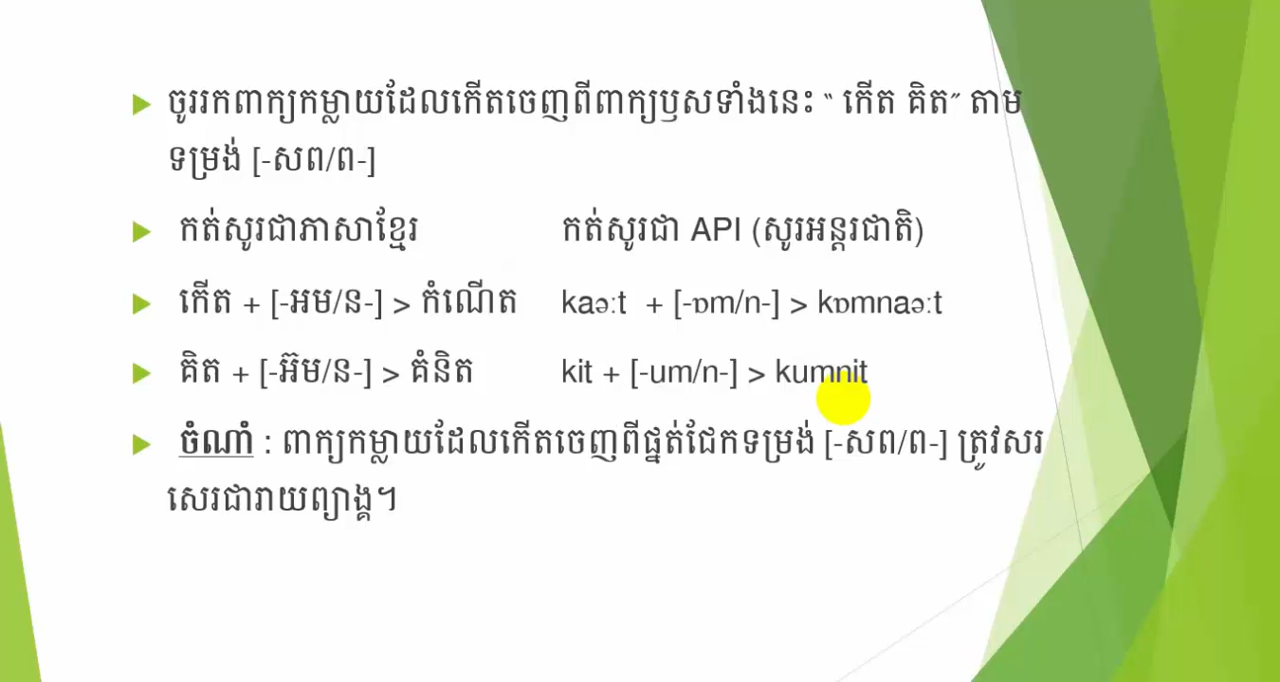 ចូររកពាក្យកម្លាយដែលកើតចេញពីពាក្យឫសទាំងនេះ “ កើត គិត” តាម
ទម្រង់ [-សព/ព-]
កត់សូរជាភាសាខ្មែរ កត់សូរជា API (សូរអន្តរជាតិ)
កើត + [-អម/ន-] > កំណើត kaəːt + [-ɒm/n-] > kɒmnaəːt
គិត + [-អ៊ម/ន-] > គំនិត kit + [-um/n-] > kumnit
ចំណាំ : ពាក្យកម្លាយដែលកើតចេញពីផ្នត់ជែកទម្រង់ [-សព/ព-] ត្រូវសរ
សេរជារាយព្យាង្គ។